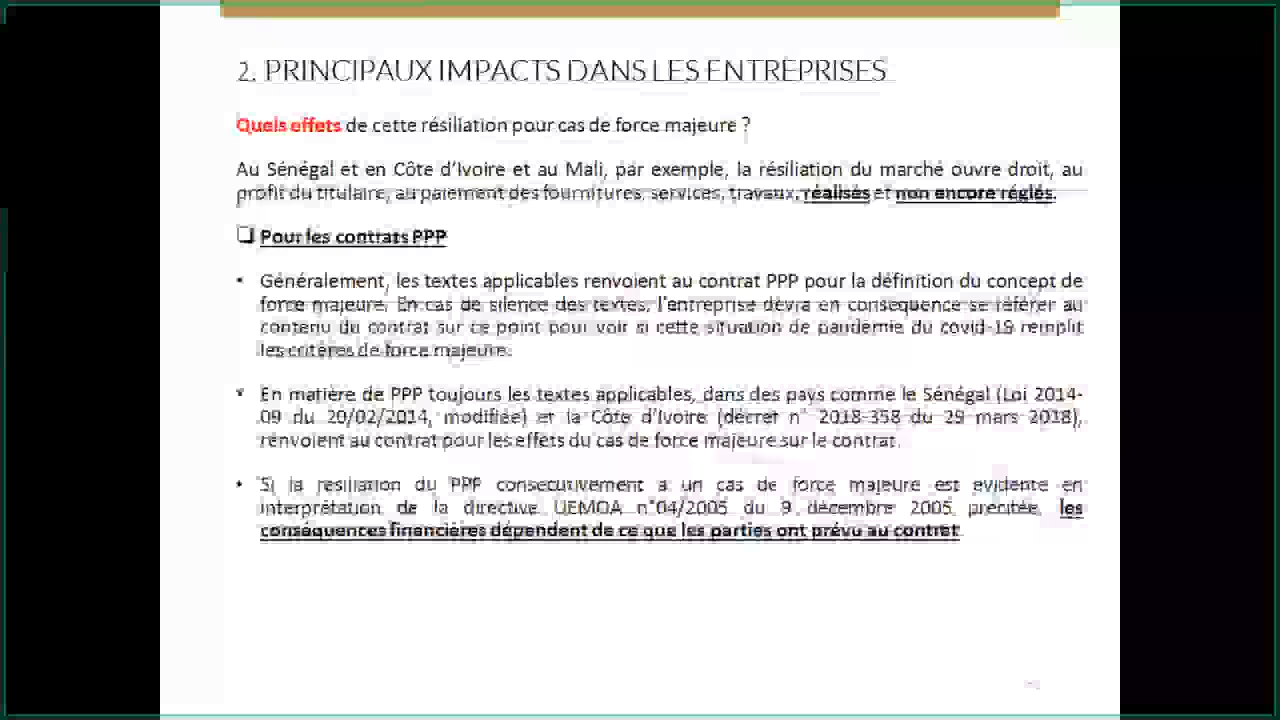 2. PRINCIPAUX IMPACTS DANS LES ENTREPRISES
Quels effets de cette résiliation pour cas de force majeure ?
Au Sénégal et en Côte d'Ivoire et au Mali, par exemple, la résiliation du marché ouvre droit, au
profit du titulaire, au paiement des fournitures, services, travaux, réalisés et non encore réglés.
❑ Pour les contrats PPP
• Généralement, les textes applicables renvoient au contrat PPP pour la définition du concept de
force majeure. En cas de silence des textes, l'entreprise devra en conséquence se référer au
contenu du contrat sur ce point pour voir si cette situation de pandémie du covid-19 remplit
les critères de force majeure.
• En matière de PPP toujours les textes applicables, dans des pays comme le Sénégal (Loi 2014-
09 du 20/02/2014, modifiée) et la Côte d'Ivoire (décret n° 2018-358 du 29 mars 2018),
renvoient au contrat pour les effets du cas de force majeure sur le contrat.
• Si la résiliation du PPP consécutivement à un cas de force majeure est évidente en
interprétation de la directive UEMOA n°04/2005 du 9 décembre 2005 précitée, les
conséquences financières dépendent de ce que les parties ont prévu au contrat.